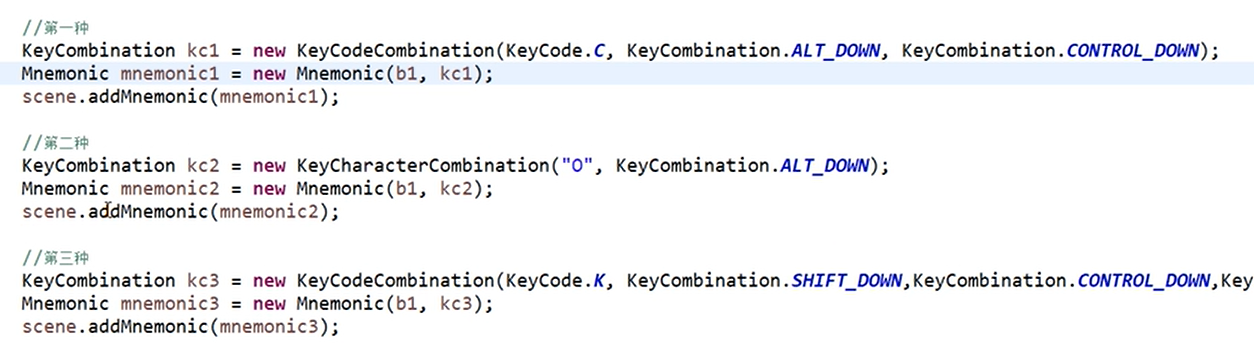 //第一种
KeyCombination kc1 = new KeyCodeCombination(KeyCode.C, KeyCombination.ALT_DOWN, KeyCombination.CONTROL_DOWN);
Mnemonic mnemonic1 = new Mnemonic(b1, kc1);
scene.addMnemonic(mnemonic1);
//第二种
KeyCombination kc2 = new KeyCharacterCombination("O", KeyCombination.ALT_DOWN);
Mnemonic mnemonic2 = new Mnemonic(b1, kc2);
scene.addMnemonic(mnemonic2);
//第三种
KeyCombination kc3 = new KeyCodeCombination(KeyCode.K, KeyCombination.SHIFT_DOWN,KeyCombination.CONTROL_DOWN,Key
Mnemonic mnemonic3 = new Mnemonic(b1, kc3);
scene.addMnemonic(mnemonic3);